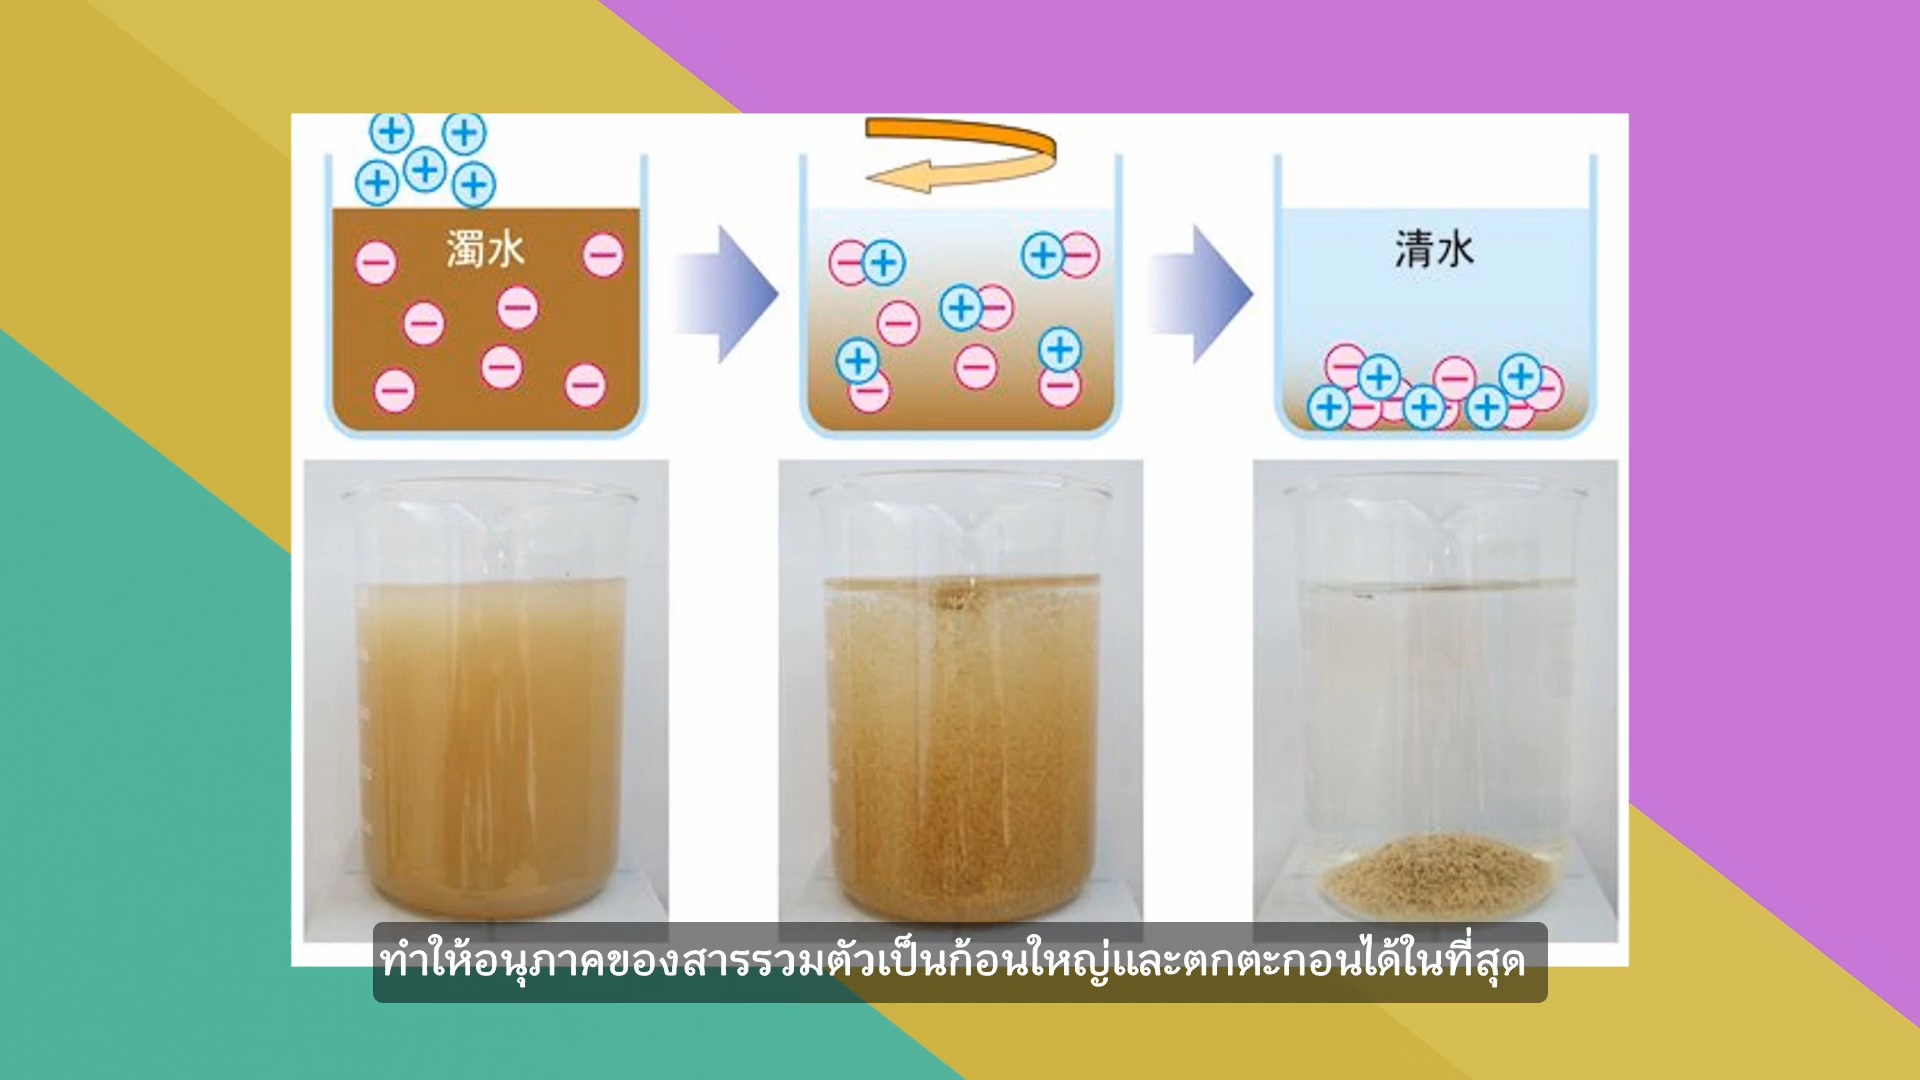 濁水
清水
ทำให้อนุภาคของสารรวมตัวเป็นก้อนใหญ่และตกตะกอนได้ในที่สุด